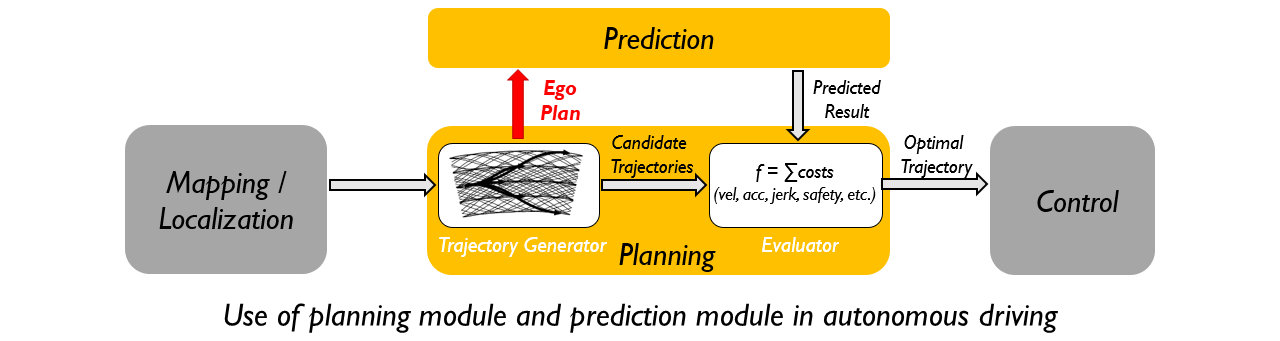 Prediction
Ego
Plan
Predicted
Result
Mapping /
Localization
Candidate
Trajectories
f = ∑costs
(vel, acc, jerk, safety, etc.)
Optimal
Trajectory
Control
Trajectory Generator
Evaluator
Planning
Use of planning module and prediction module in autonomous driving